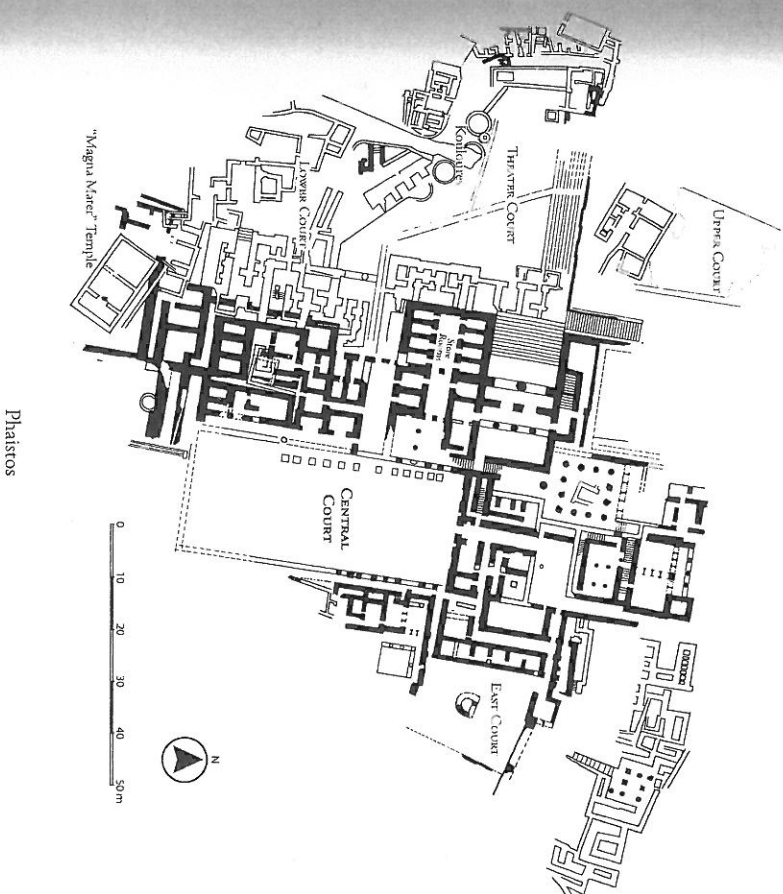 UPPER COURT
THEATER COURT
Kouloures
LOWER COURT
"Magna Mater" Temple
Store
Rooms
CENTRAL
COURT
EAST COURT
N
0 10 20 30 40 50 m
Phaistos